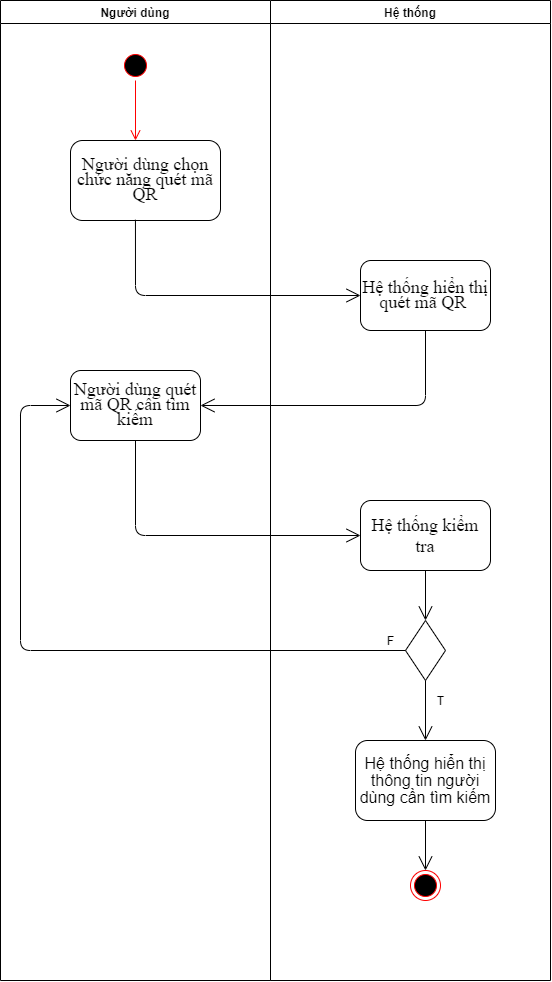 Người dùng
Hệ thống
Người dùng chọn
chức năng quét mã
QR
Hệ thống hiển thị
quét mã QR
Người dùng quét
mã QR cần tìm
kiếm
Hệ thống kiểm
tra
F
T
Hệ thống hiển thị
thông tin người
dùng cần tìm kiếm